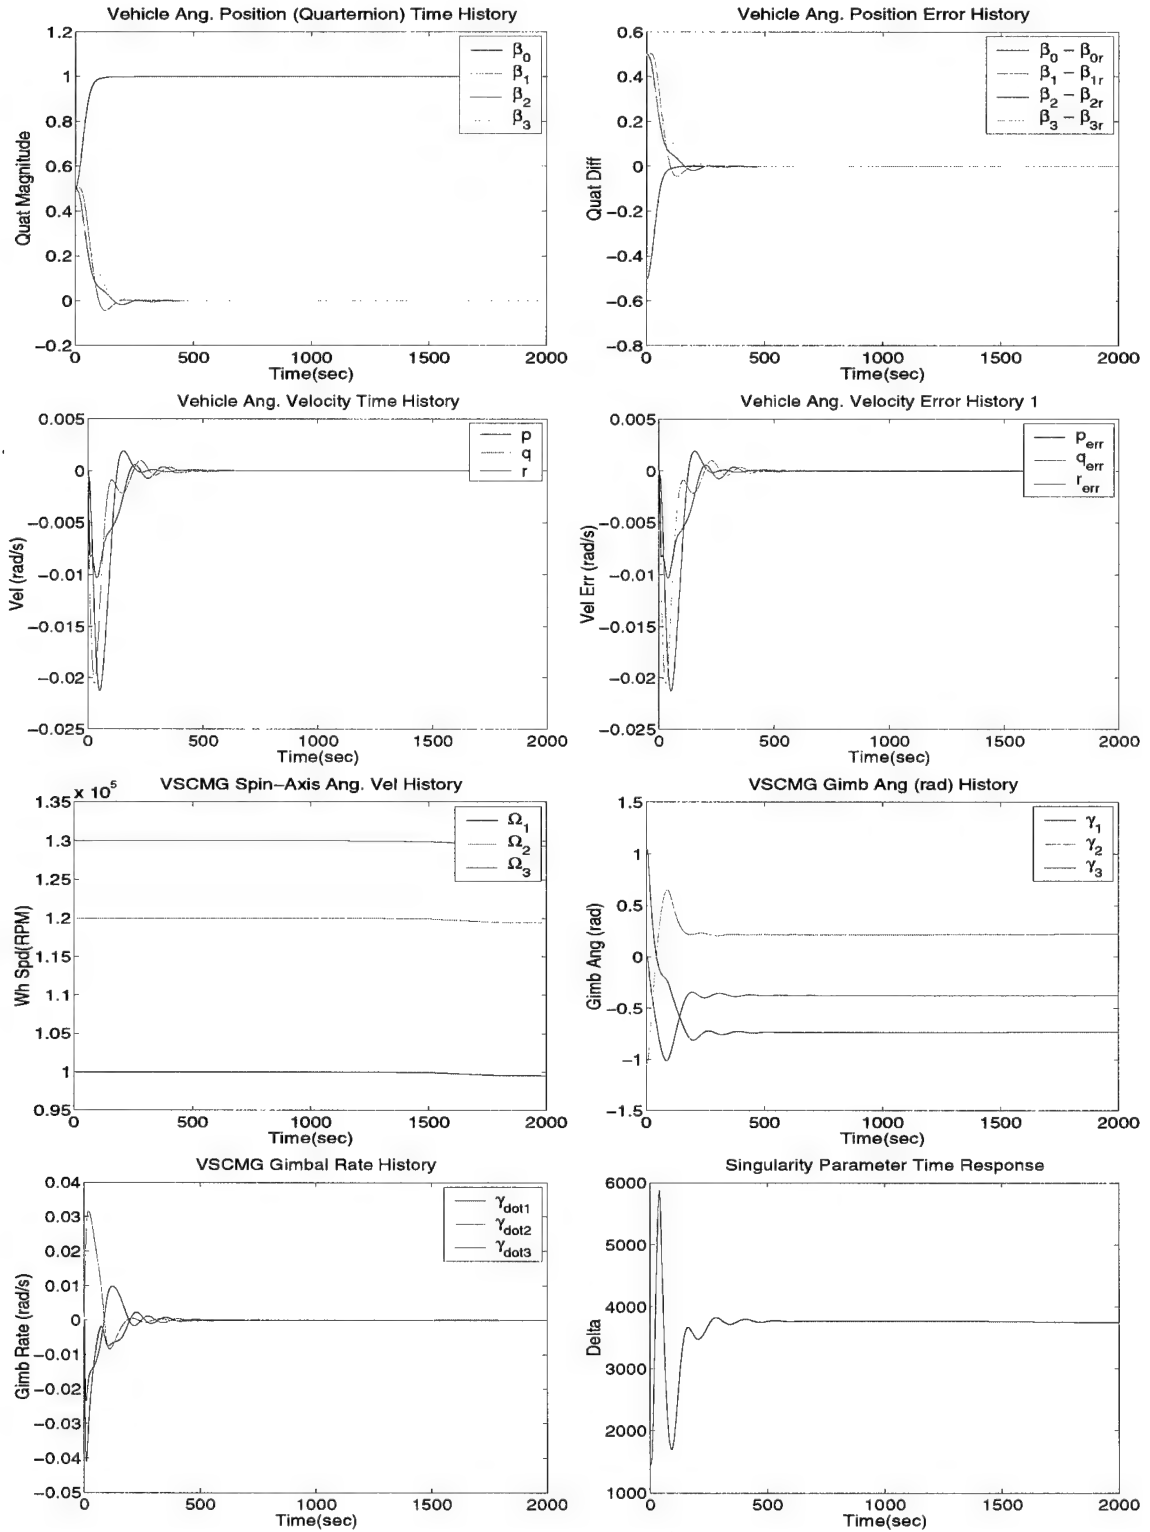 Vehicle Ang. Position (Quarternion) Time History
1.2
1
0.8
0.6
0.4
0.2
0
−0.2
Quat Magnitude
β0
β1
β2
β3
0
500
1000
1500
2000
Time(sec)
Vehicle Ang. Position Error History
0.6
0.4
0.2
0
−0.2
−0.4
−0.6
−0.8
Quat Diff
β0 − β0r
β1 − β1r
β2 − β2r
β3 − β3r
0
500
1000
1500
2000
Time(sec)
Vehicle Ang. Velocity Time History
0.005
0
−0.005
−0.01
−0.015
−0.02
−0.025
Vel (rad/s)
p
q
r
0
500
1000
1500
2000
Time(sec)
Vehicle Ang. Velocity Error History 1
0.005
0
−0.005
−0.01
−0.015
−0.02
−0.025
Vel Err (rad/s)
perr
qerr
rerr
0
500
1000
1500
2000
Time(sec)
VSCMG Spin−Axis Ang. Vel History
x 10^5
1.35
1.3
1.25
1.2
1.15
1.1
1.05
1
0.95
Wh Spd(RPM)
Ω1
Ω2
Ω3
0
500
1000
1500
2000
Time(sec)
VSCMG Gimb Ang (rad) History
1.5
1
0.5
0
−0.5
−1
−1.5
Gimb Ang (rad)
γ1
γ2
γ3
0
500
1000
1500
2000
Time(sec)
VSCMG Gimbal Rate History
0.04
0.03
0.02
0.01
0
−0.01
−0.02
−0.03
−0.04
−0.05
Gimb Rate (rad/s)
γdot1
γdot2
γdot3
0
500
1000
1500
2000
Time(sec)
Singularity Parameter Time Response
6000
5000
4000
3000
2000
1000
Delta
0
500
1000
1500
2000
Time(sec)